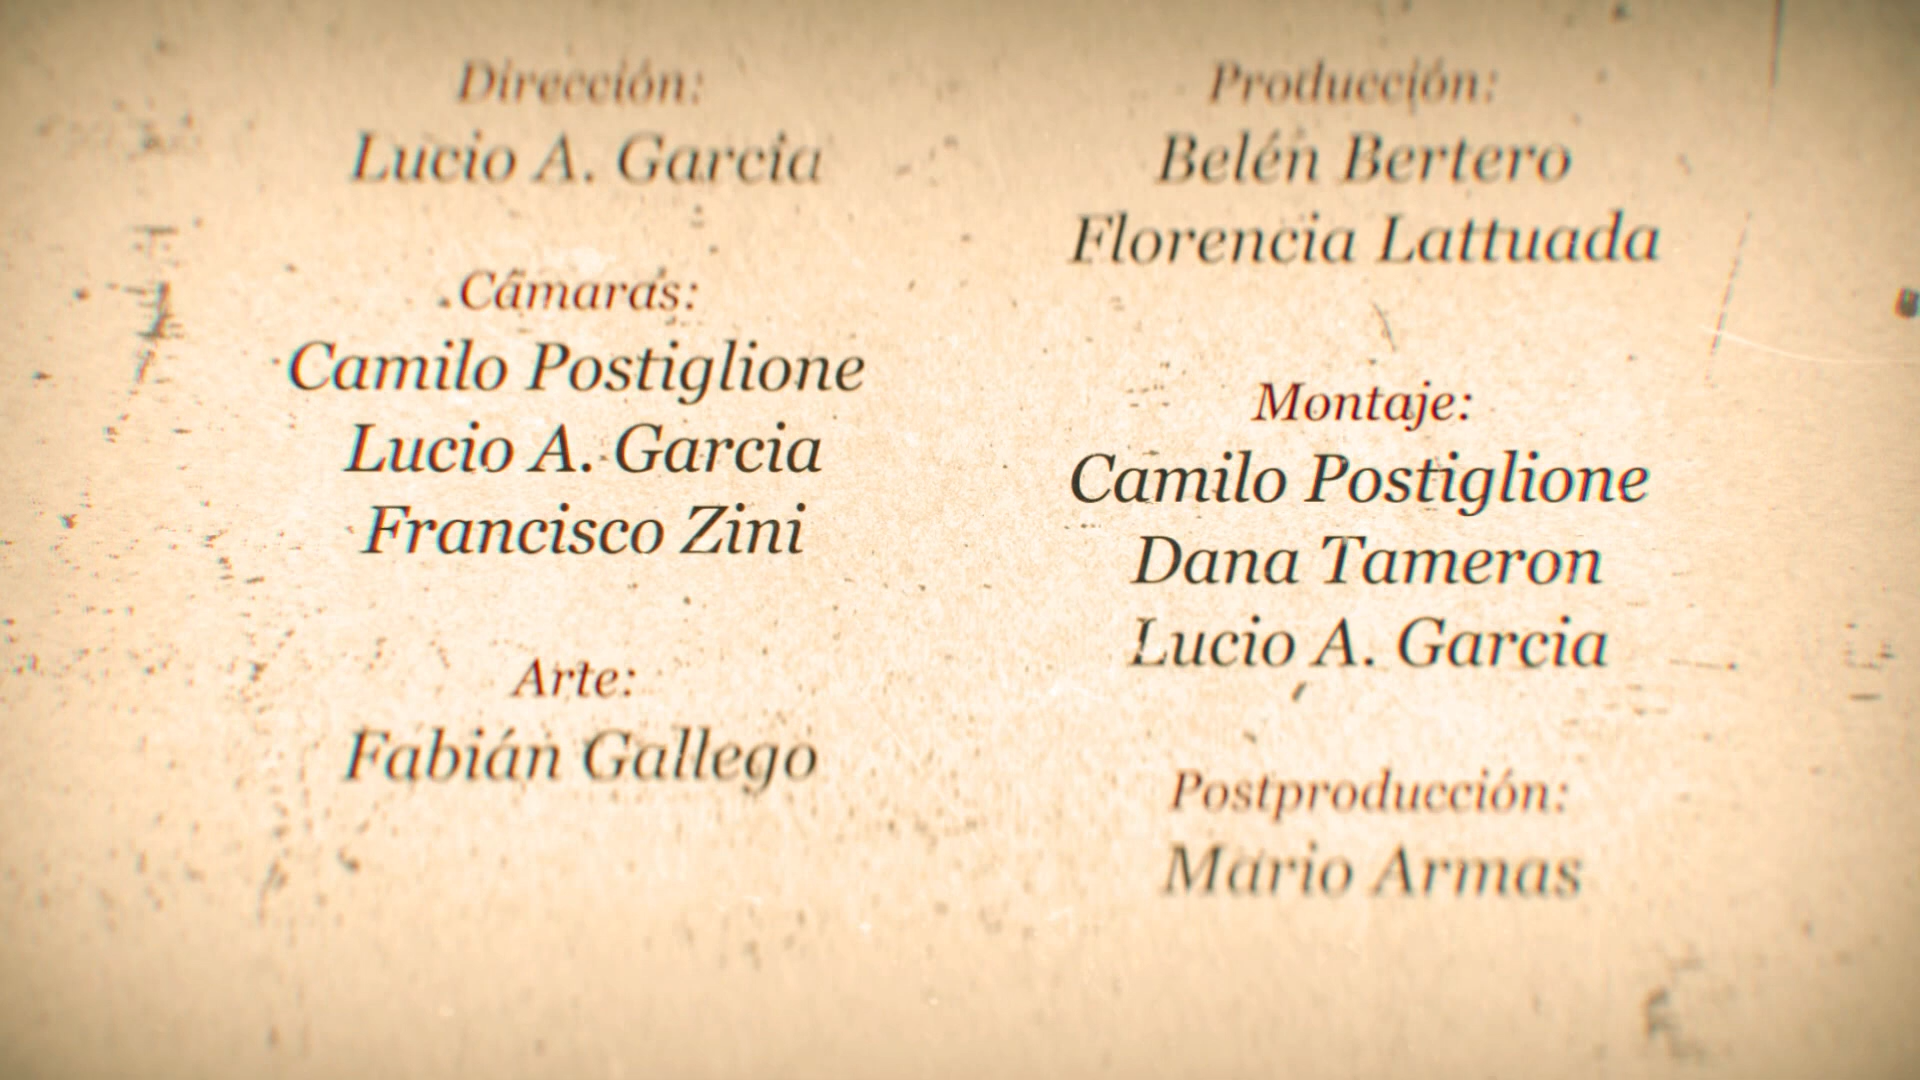 Dirección:
Lucio A. Garcia
Cámaras:
Camilo Postiglione
Lucio A. Garcia
Francisco Zini
Arte:
Fabián Gallego
Producción:
Belén Bertero
Florencia Lattuada
Montaje:
Camilo Postiglione
Dana Tameron
Lucio A. Garcia
Postproducción:
Mario Armas